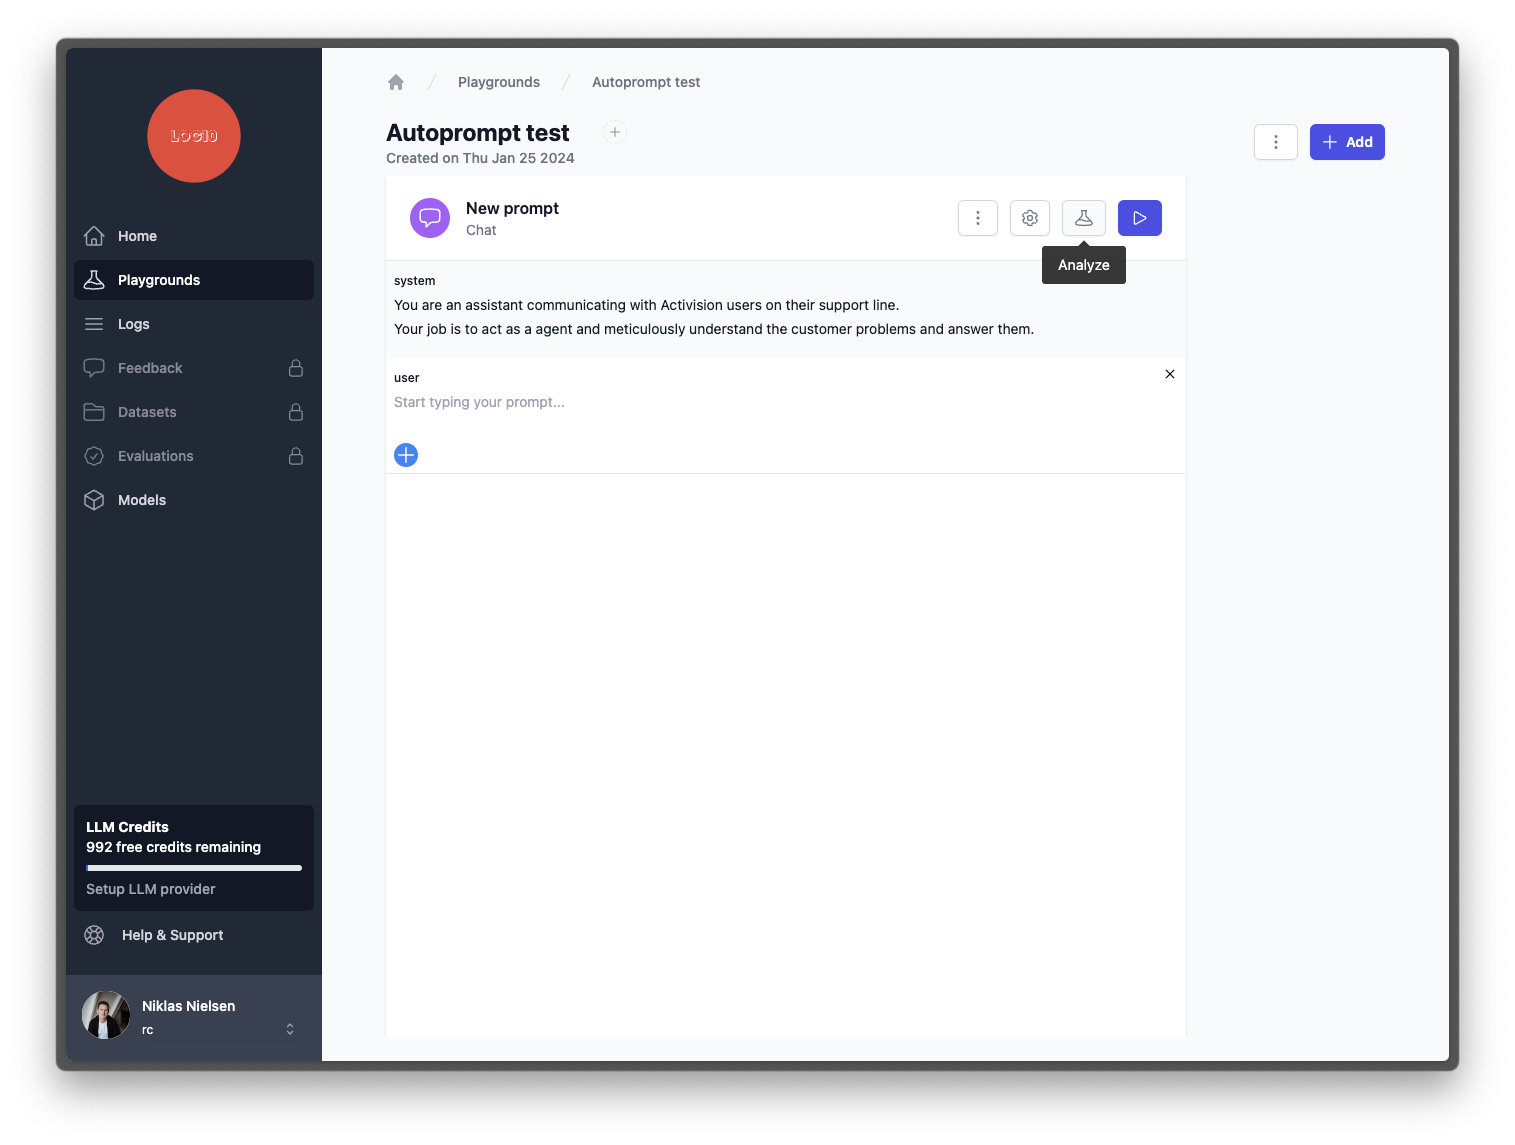 LOG10
Home
Playgrounds
Logs
Feedback
Datasets
Evaluations
Models
LLM Credits
992 free credits remaining
Setup LLM provider
Help & Support
Niklas Nielsen
rc
Playgrounds
Autoprompt test
Autoprompt test
Created on Thu Jan 25 2024
Add
New prompt
Chat
Analyze
system
You are an assistant communicating with Activision users on their support line.
Your job is to act as a agent and meticulously understand the customer problems and answer them.
user
Start typing your prompt...